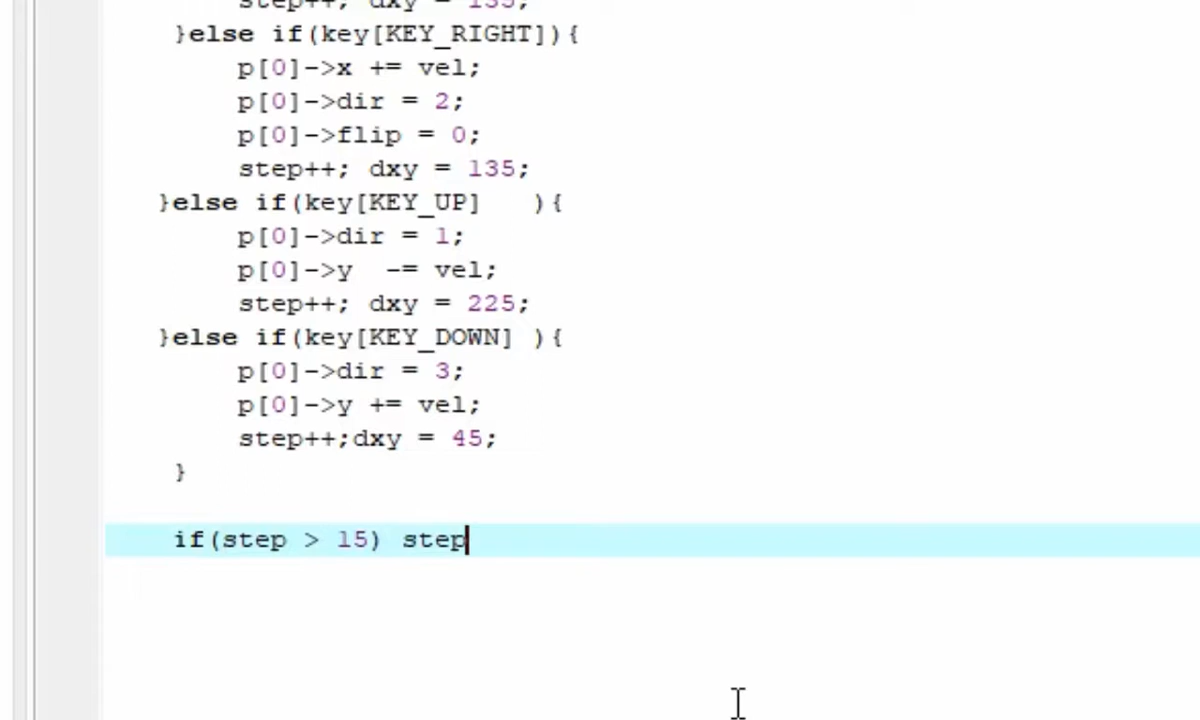 step++; dxy = 135;
}else if(key[KEY_RIGHT]){
p[0]->x += vel;
p[0]->dir = 2;
p[0]->flip = 0;
step++; dxy = 135;
}else if(key[KEY_UP]   ){
p[0]->dir = 1;
p[0]->y  -= vel;
step++; dxy = 225;
}else if(key[KEY_DOWN] ){
p[0]->dir = 3;
p[0]->y += vel;
step++;dxy = 45;
}
if(step > 15) step